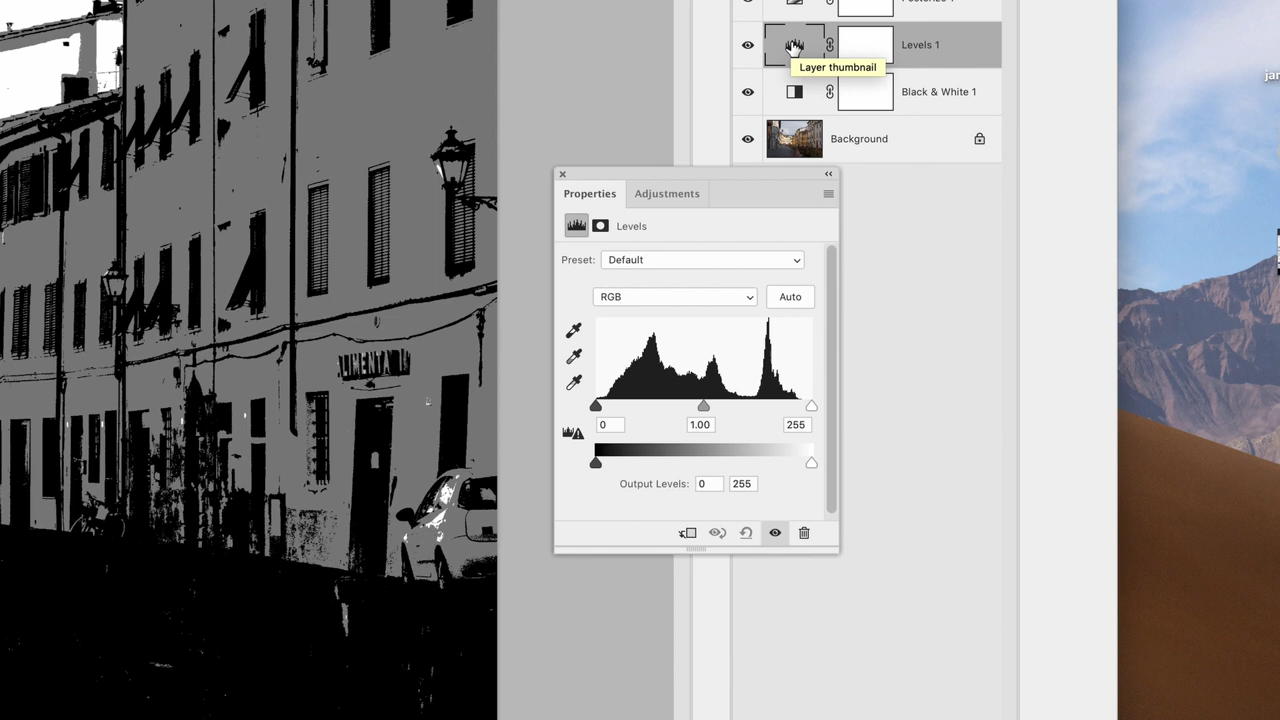 Levels 1
Layer thumbnail
Black & White 1
Background
Properties
Adjustments
Levels
Preset:
Default
RGB
Auto
ALIMENTA
0
1.00
255
Output Levels:
0
255